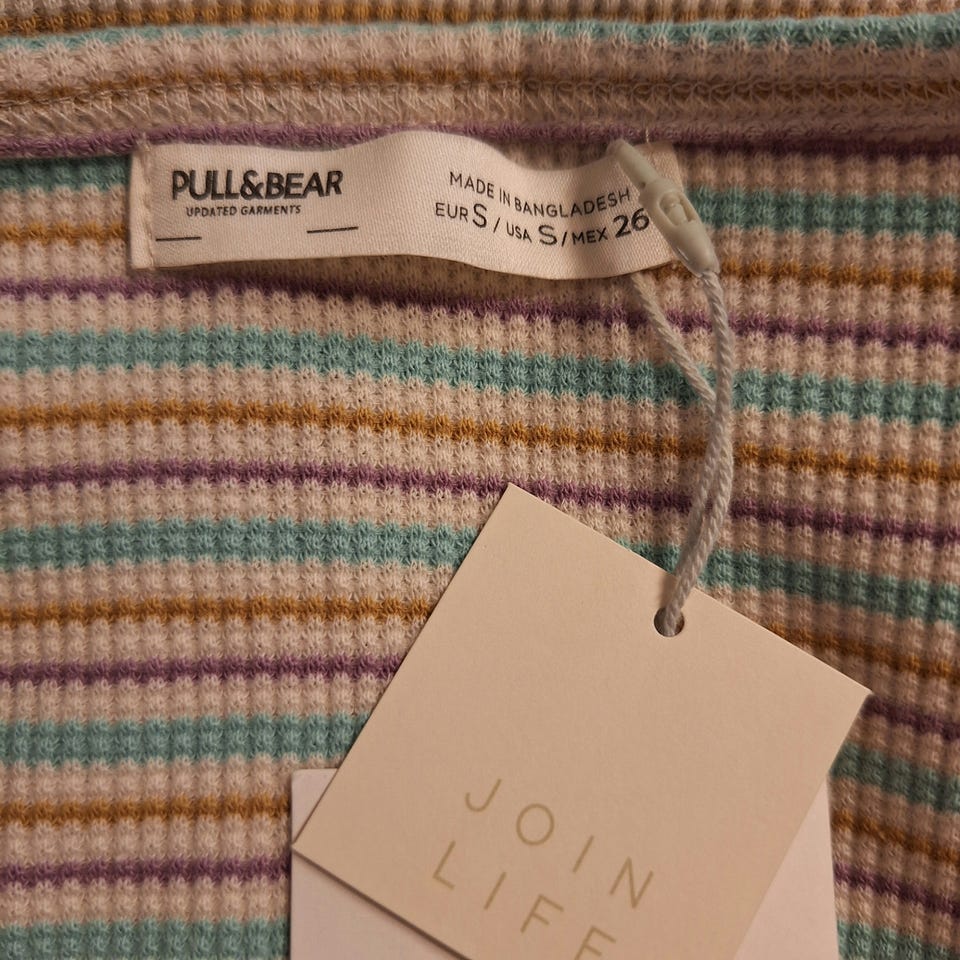 PULL&BEAR
UPDATED GARMENTS
MADE IN BANGLADESH
EUR S / USA S / MEX 26
JOIN
LIFE